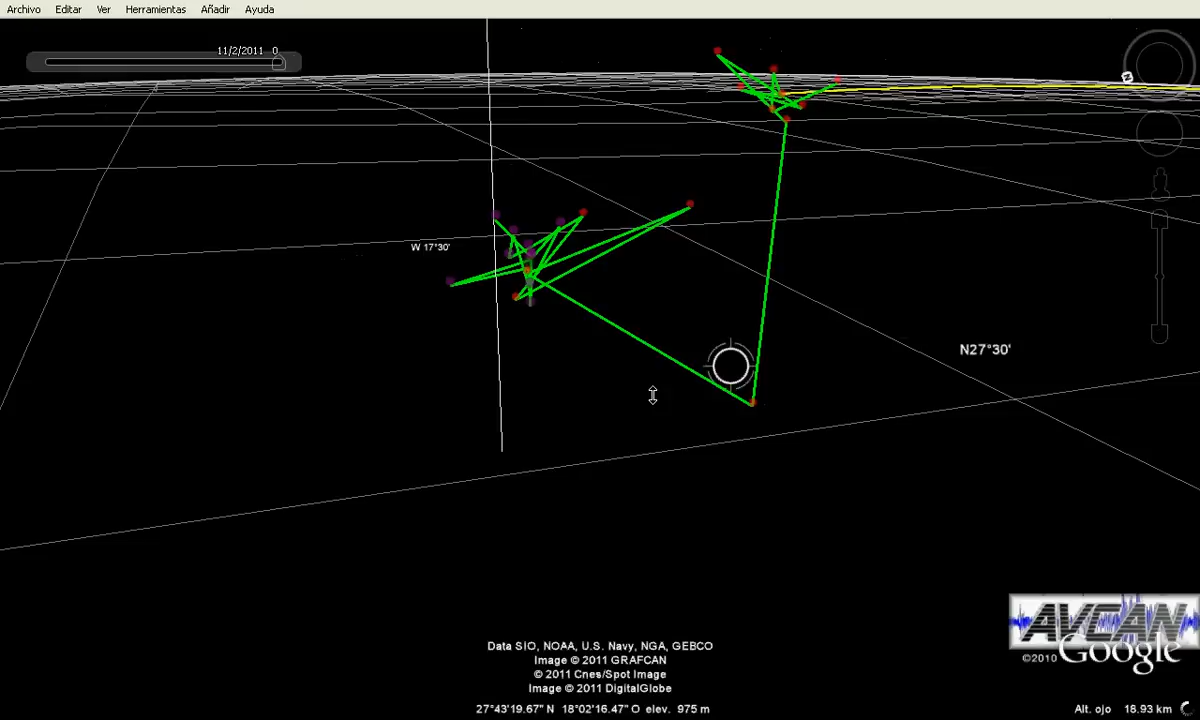 Archivo Editar Ver Herramientas Añadir Ayuda
11/2/2011 0
W 17°30'
N27°30'
AVCAN
©2010 Google
Data SIO, NOAA, U.S. Navy, NGA, GEBCO
Image © 2011 GRAFCAN
© 2011 Cnes/Spot Image
Image © 2011 DigitalGlobe
27°43'19.67" N 18°02'16.47" O elev. 975 m
Alt. ojo 18.93 km